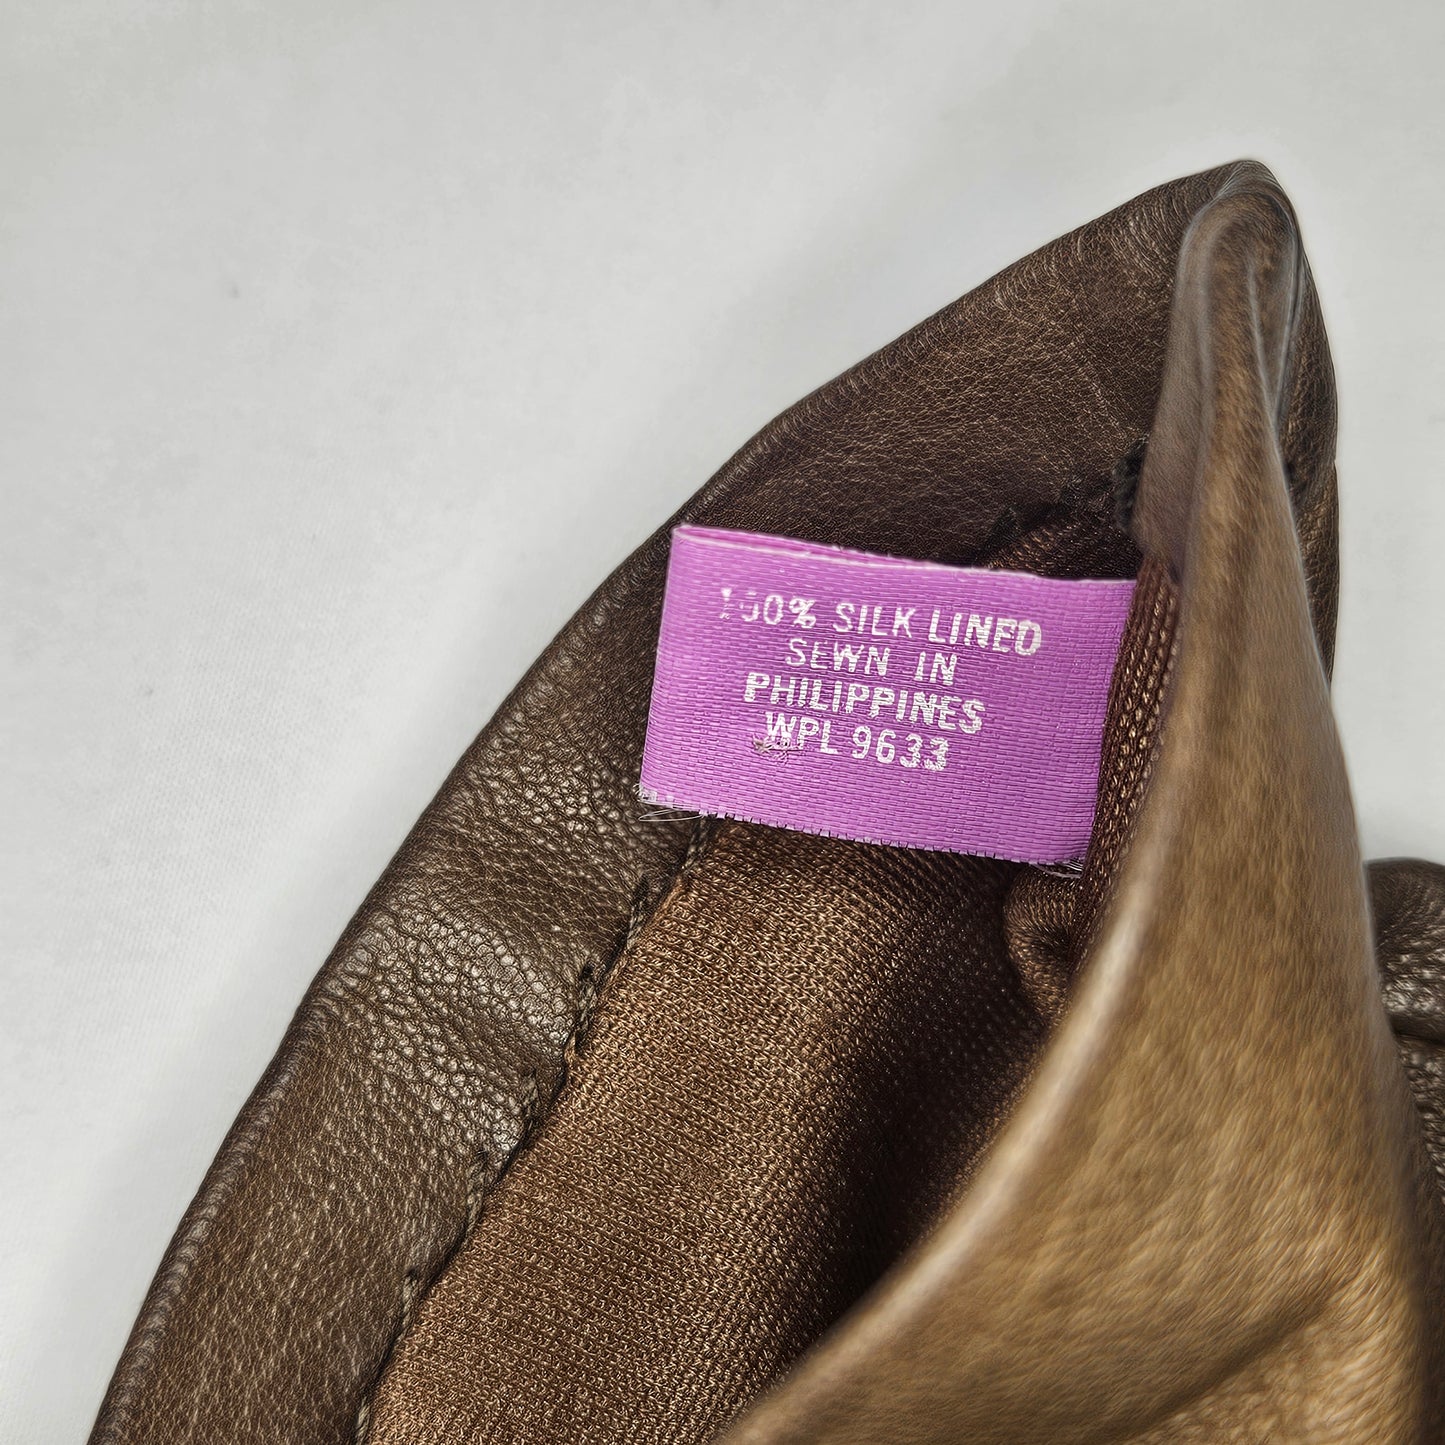 100% SILK LINED
SEWN IN
PHILIPPINES
WPL 9633